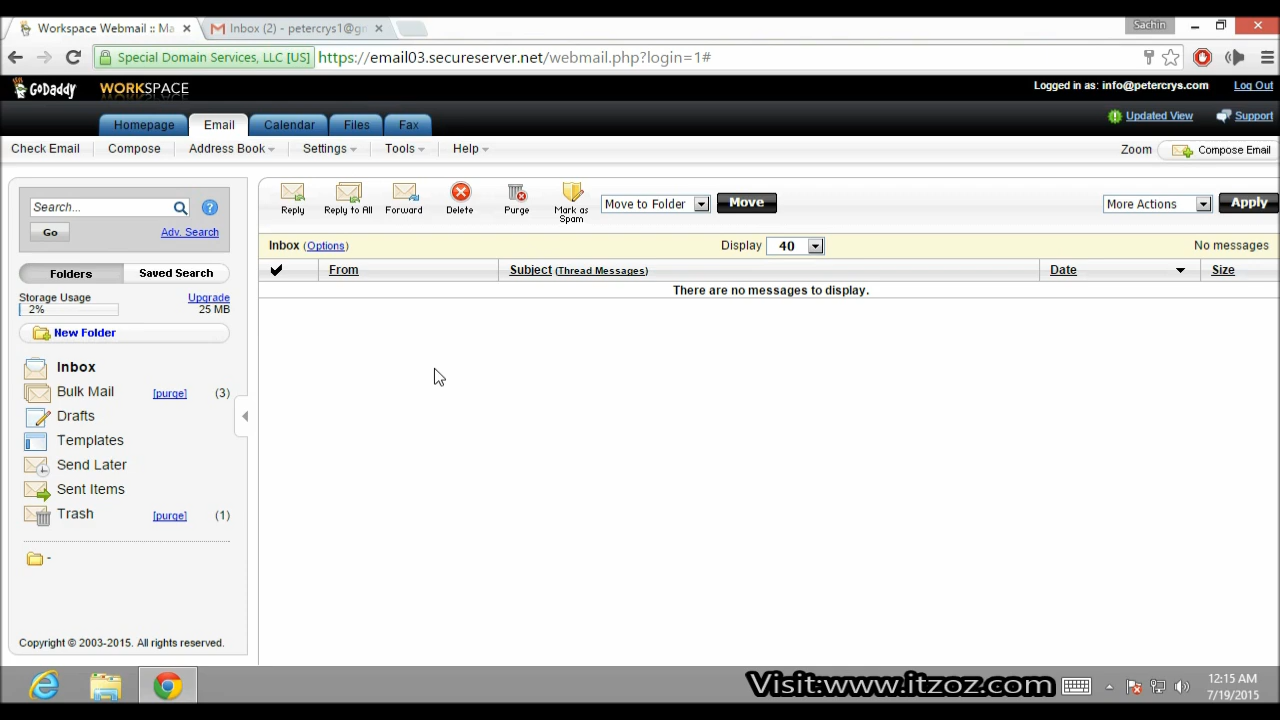 Workspace Webmail :: Ma
Inbox (2) - petercrys1@gm
Sachin
Special Domain Services, LLC [US]
https://email03.secureserver.net/webmail.php?login=1#
GoDaddy
WORKSPACE
Logged in as: info@petercrys.com
Log Out
Homepage
Email
Calendar
Files
Fax
Updated View
Support
Check Email
Compose
Address Book
Settings
Tools
Help
Zoom
Compose Email
Search...
?
Go
Adv. Search
Reply
Reply to All
Forward
Delete
Purge
Mark as
Spam
Move to Folder
Move
More Actions
Apply
Inbox (Options)
Display
40
No messages
Folders
Saved Search
From
Subject (Thread Messages)
Date
Size
There are no messages to display.
Storage Usage
Upgrade
2%
25 MB
New Folder
Inbox
Bulk Mail
[purge]
(3)
Drafts
Templates
Send Later
Sent Items
Trash
[purge]
(1)
-
Copyright © 2003-2015. All rights reserved.
Visit:www.itzoz.com
12:15 AM
7/19/2015